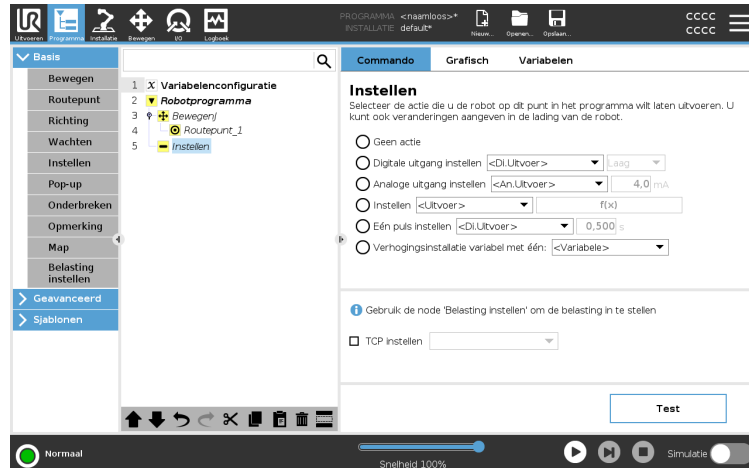 PROGRAMMA <naamloos>*
INSTALLATIE default*
Nieuw... Openen... Opslaan...
CCCC
CCCC
Uitvoeren Programma Installatie Bewegen I/O Logboek
Basis
Bewegen
Routepunt
Richting
Wachten
Instellen
Pop-up
Onderbreken
Opmerking
Map
Belasting
instellen
Geavanceerd
Sjablonen
1 X Variabelenconfiguratie
2 Robotprogramma
3 BewegenJ
4 Routepunt_1
5 Instellen
Commando Grafisch Variabelen
Instellen
Selecteer de actie die u de robot op dit punt in het programma wilt laten uitvoeren. U
kunt ook veranderingen aangeven in de lading van de robot.
Geen actie
Digitale uitgang instellen <Di.Uitvoer> Laag
Analoge uitgang instellen <An.Uitvoer> 4,0 mA
Instellen <Uitvoer> f(x)
Eén puls instellen <Di.Uitvoer> 0,500 s
Verhogingsinstallatie variabel met één: <Variabele>
Gebruik de node 'Belasting instellen' om de belasting in te stellen
TCP instellen
Test
Normaal
Snelheid 100%
Simulatie